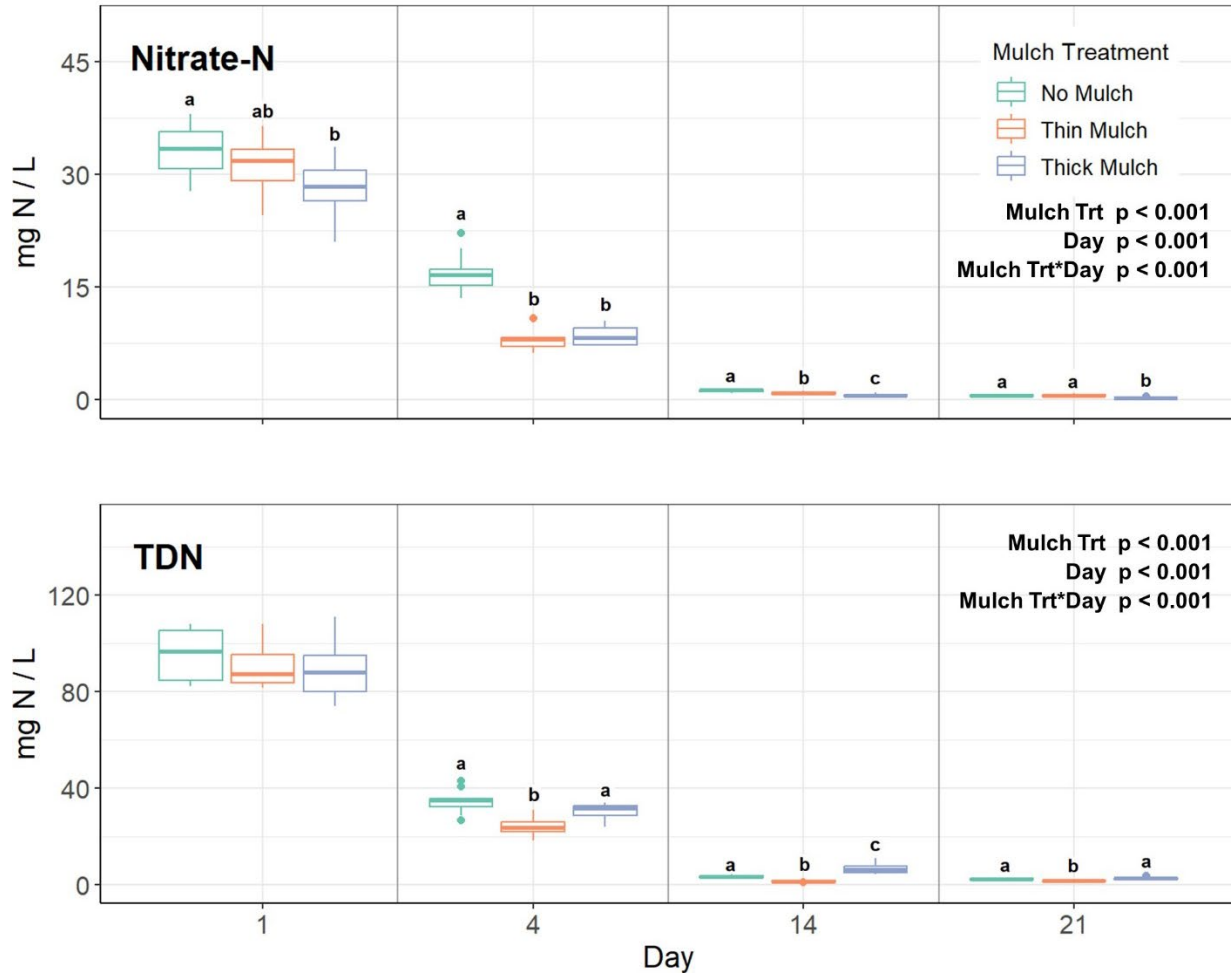 Nitrate-N
45
30
15
0
mg N / L
a
ab
b
a
b
b
a
b
c
a
a
b
Mulch Treatment
No Mulch
Thin Mulch
Thick Mulch
Mulch Trt p < 0.001
Day p < 0.001
Mulch Trt*Day p < 0.001
TDN
120
80
40
0
mg N / L
Mulch Trt p < 0.001
Day p < 0.001
Mulch Trt*Day p < 0.001
a
b
a
a
b
c
a
b
a
1
4
14
21
Day